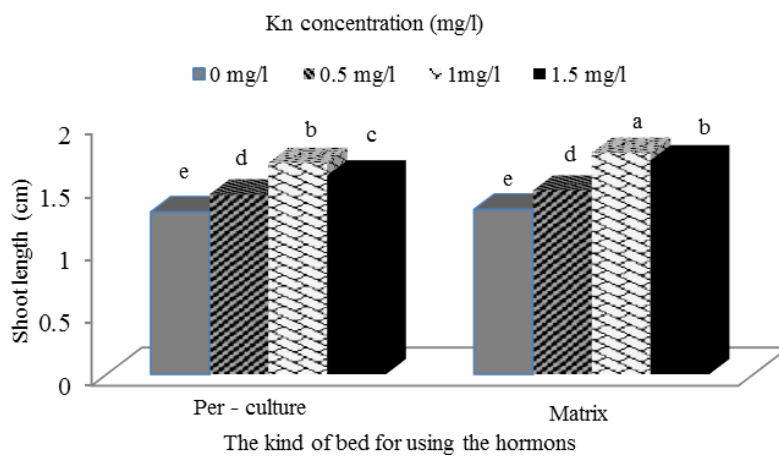 Kn concentration (mg/l)
0 mg/l 0.5 mg/l 1mg/l 1.5 mg/l
2
1.5
1
0.5
0
Shoot length (cm)
e d b c
e d a b
Per - culture Matrix
The kind of bed for using the hormons